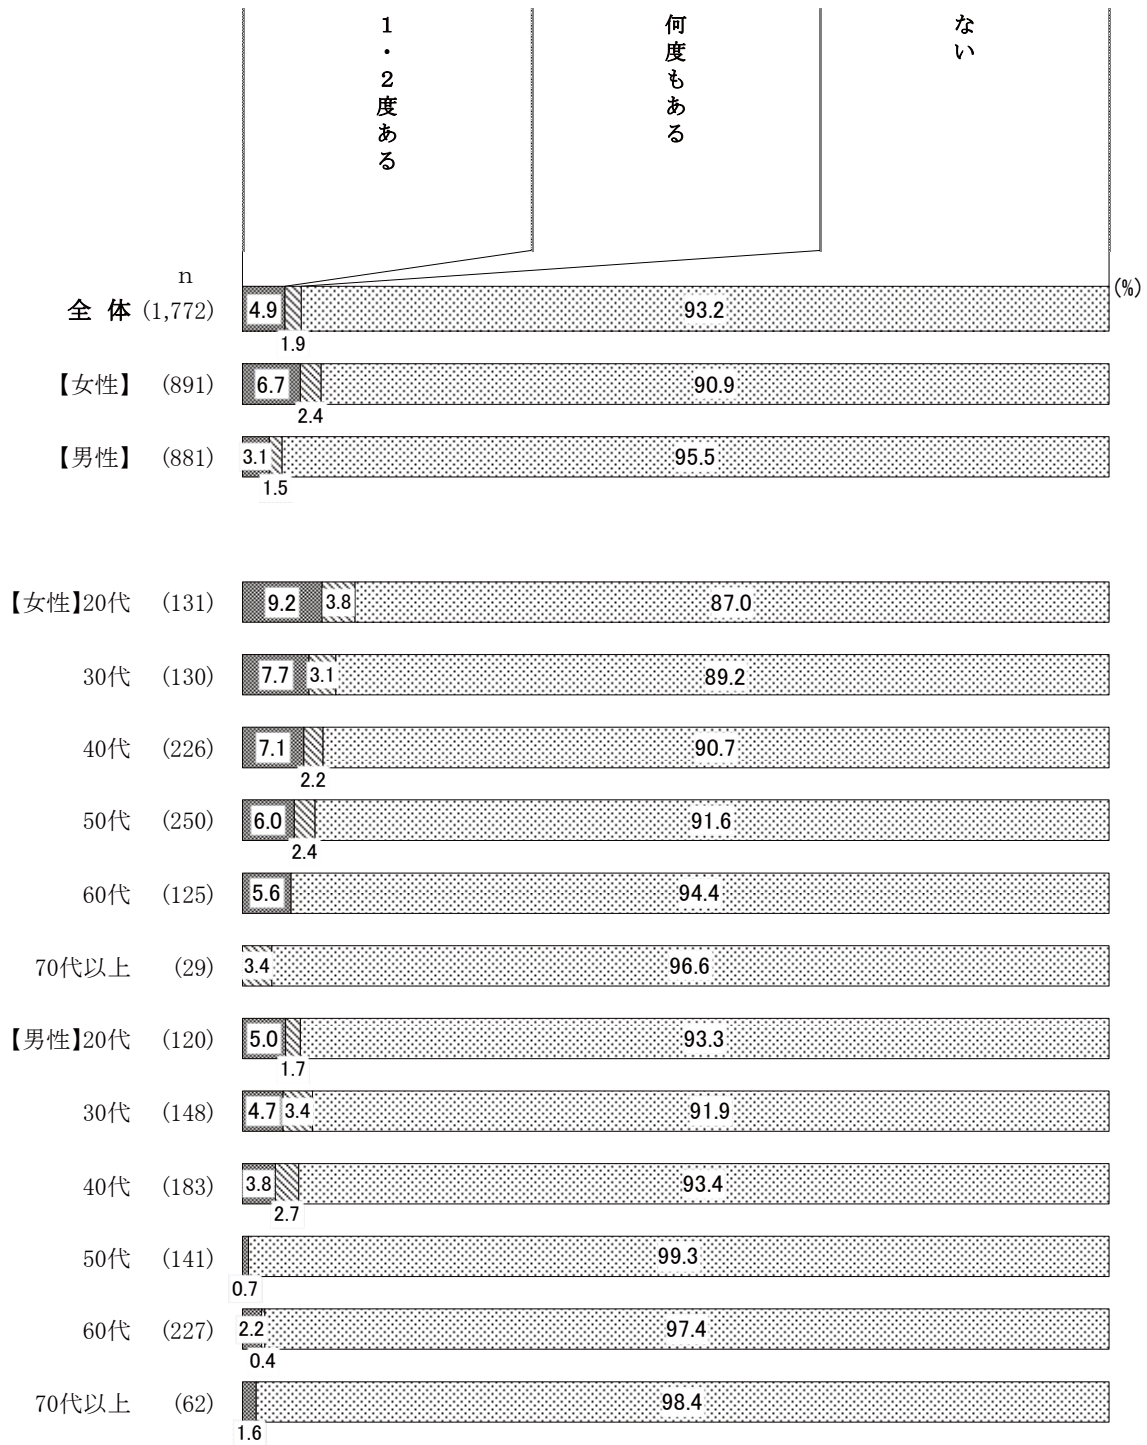 1・2度ある
何度もある
ない
n
(%)
全 体 (1,772) 4.9 1.9 93.2
【女性】 (891) 6.7 2.4 90.9
【男性】 (881) 3.1 1.5 95.5
【女性】20代 (131) 9.2 3.8 87.0
30代 (130) 7.7 3.1 89.2
40代 (226) 7.1 2.2 90.7
50代 (250) 6.0 2.4 91.6
60代 (125) 5.6 94.4
70代以上 (29) 3.4 96.6
【男性】20代 (120) 5.0 1.7 93.3
30代 (148) 4.7 3.4 91.9
40代 (183) 3.8 2.7 93.4
50代 (141) 0.7 99.3
60代 (227) 2.2 0.4 97.4
70代以上 (62) 1.6 98.4